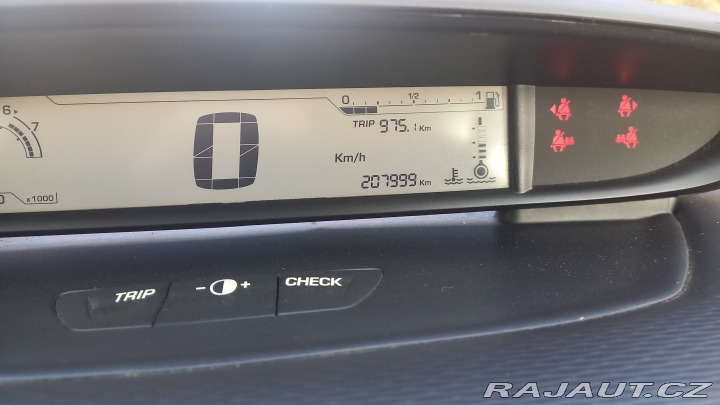 6
7
0 1/2 1
TRIP 975.1 Km
0
Km/h
207999 Km
0 x1000
TRIP
- +
CHECK
RAJAUT.CZ